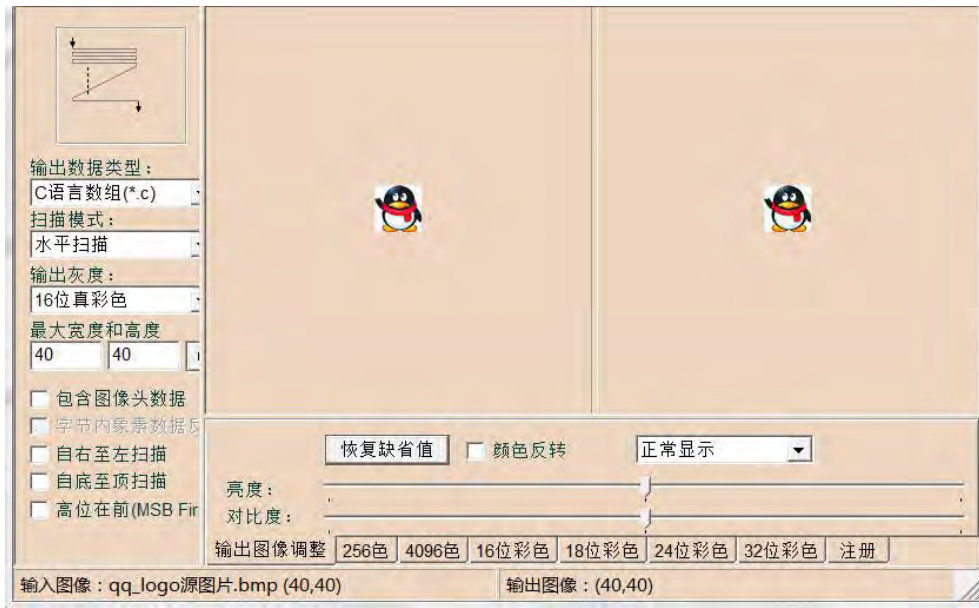 输出数据类型：
C语言数组(*.c)
扫描模式：
水平扫描
输出灰度：
16位真彩色
最大宽度和高度
40 40
包含图像头数据
字节内象素数据反
自右至左扫描
自底至顶扫描
高位在前(MSB Fir
恢复缺省值 颜色反转 正常显示
亮度：
对比度：
输出图像调整 256色 4096色 16位彩色 18位彩色 24位彩色 32位彩色 注册
输入图像：qq_logo源图片.bmp (40,40) 输出图像：(40,40)